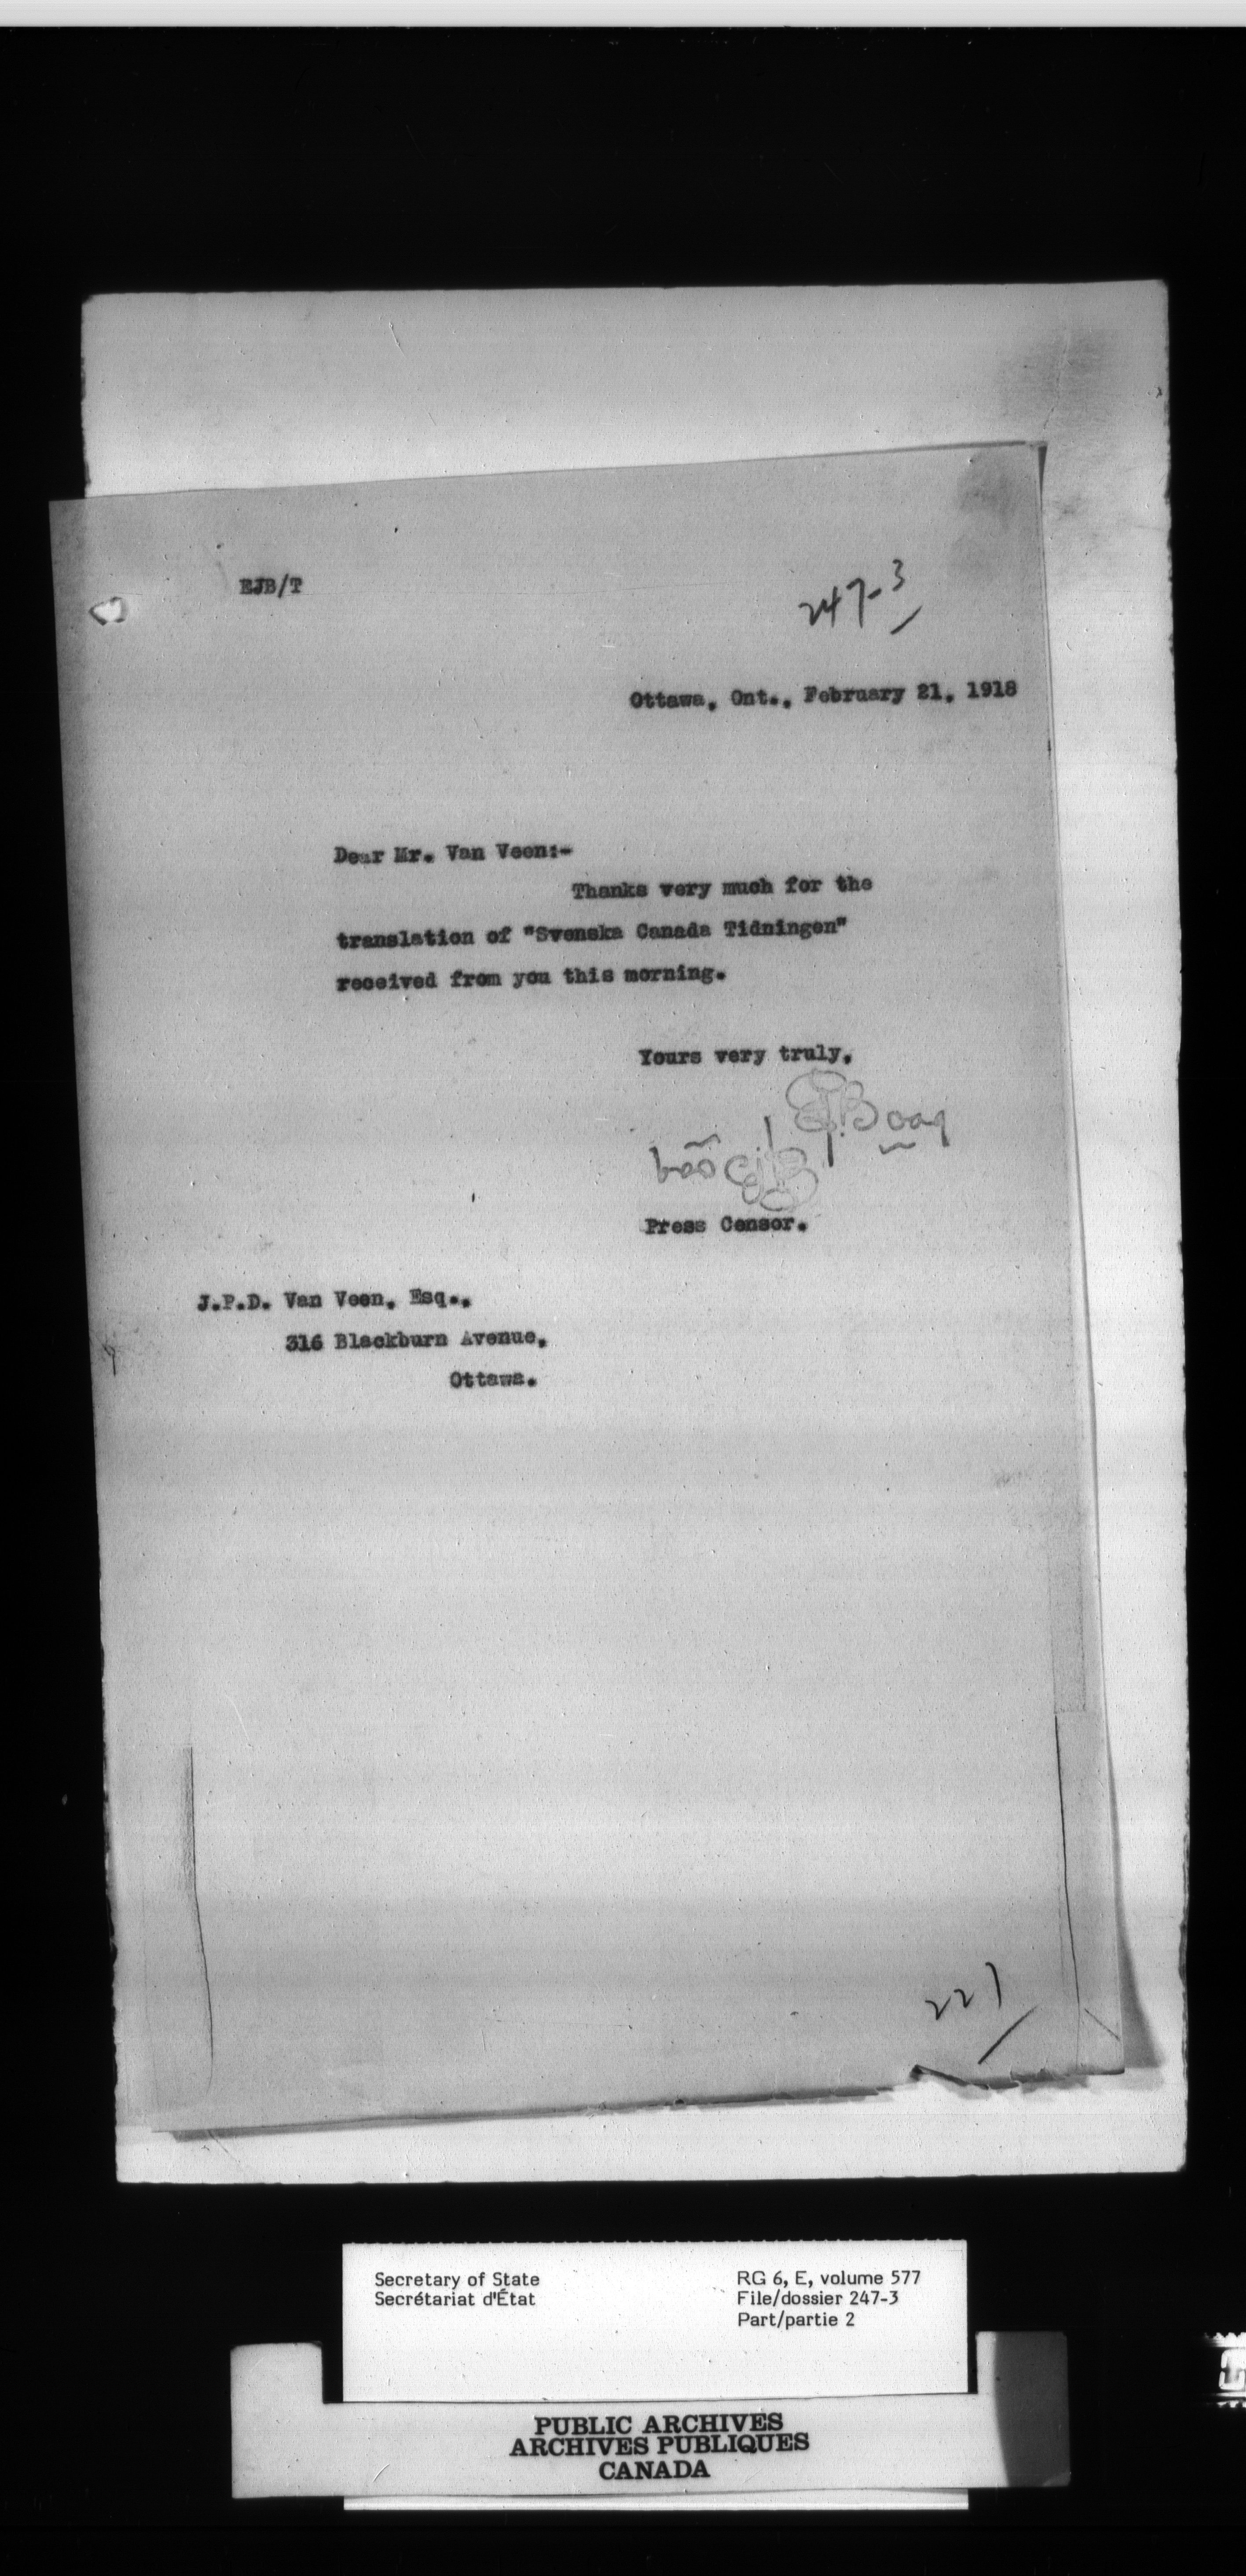 EJB/T
247-3
Ottawa, Ont., February 21, 1918
Dear Mr. Van Veen:-
Thanks very much for the
translation of "Svenska Canada Tidningen"
received from you this morning.
Yours very truly,
E.J. Boag
Press Censor.
J.P.D. Van Veen, Esq.,
316 Blackburn Avenue,
Ottawa.
221
Secretary of State
Secrétariat d'État
RG 6, E, volume 577
File/dossier 247-3
Part/partie 2
PUBLIC ARCHIVES
ARCHIVES PUBLIQUES
CANADA